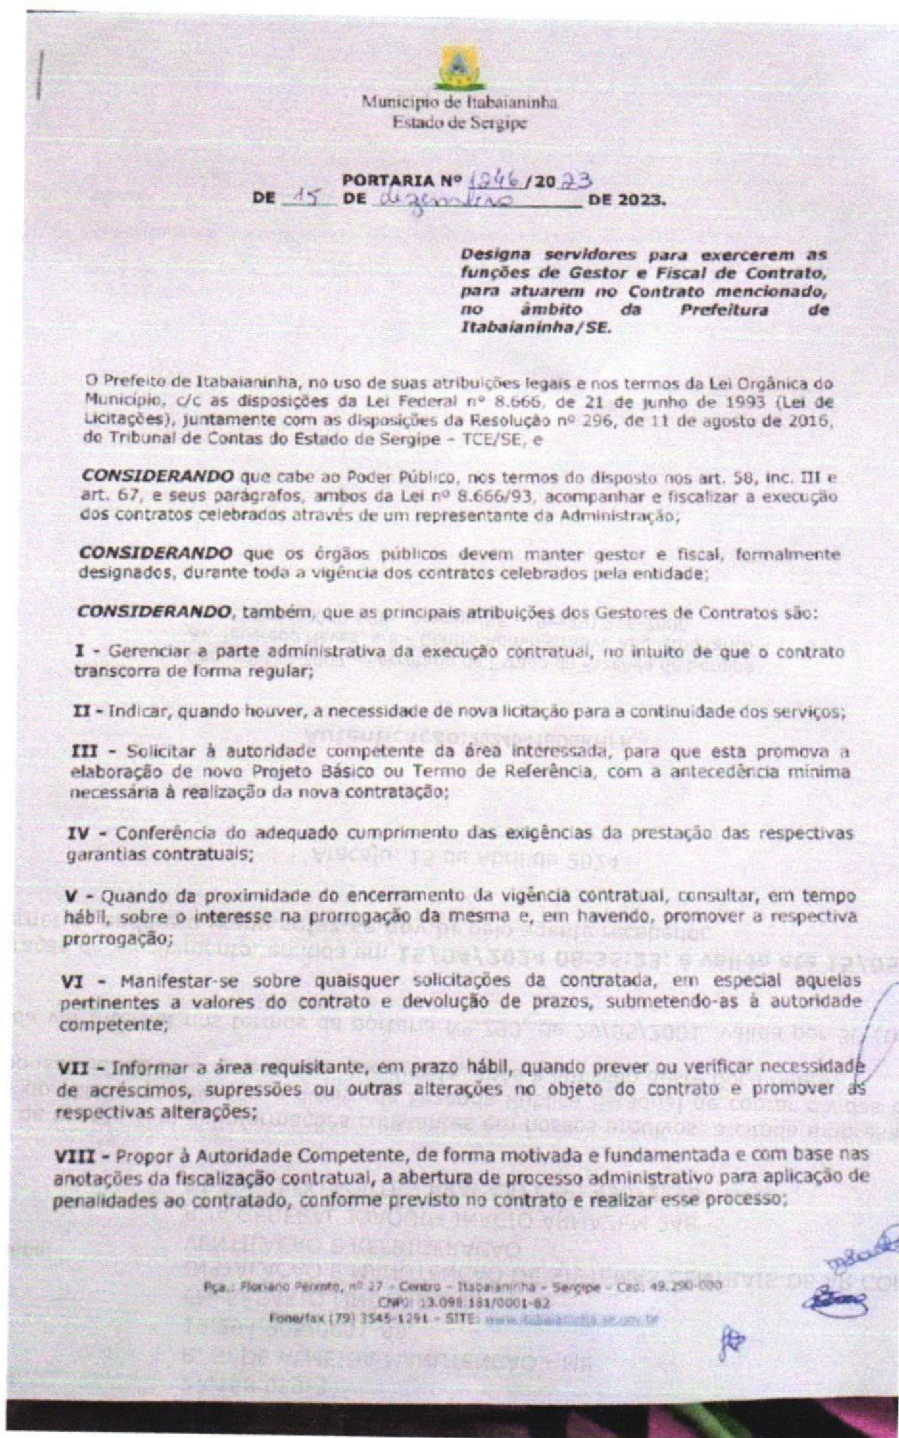 Município de Itabaianinha
Estado de Sergipe
PORTARIA Nº 1246/2023
DE 15 DE dezembro DE 2023.
Designa servidores para exercerem as
funções de Gestor e Fiscal de Contrato,
para atuarem no Contrato mencionado,
no âmbito da Prefeitura de
Itabaianinha/SE.
O Prefeito de Itabaianinha, no uso de suas atribuições legais e nos termos da Lei Orgânica do
Município, c/c as disposições da Lei Federal nº 8.666, de 21 de junho de 1993 (Lei de
Licitações), juntamente com as disposições da Resolução nº 296, de 11 de agosto de 2016,
do Tribunal de Contas do Estado de Sergipe – TCE/SE, e
CONSIDERANDO que cabe ao Poder Público, nos termos do disposto nos art. 58, inc. III e
art. 67, e seus parágrafos, ambos da Lei nº 8.666/93, acompanhar e fiscalizar a execução
dos contratos celebrados através de um representante da Administração;
CONSIDERANDO que os órgãos públicos devem manter gestor e fiscal, formalmente
designados, durante toda a vigência dos contratos celebrados pela entidade;
CONSIDERANDO, também, que as principais atribuições dos Gestores de Contratos são:
I - Gerenciar a parte administrativa da execução contratual, no intuito de que o contrato
transcorra de forma regular;
II - Indicar, quando houver, a necessidade de nova licitação para a continuidade dos serviços;
III - Solicitar à autoridade competente da área interessada, para que esta promova a
elaboração de novo Projeto Básico ou Termo de Referência, com a antecedência mínima
necessária à realização da nova contratação;
IV - Conferência do adequado cumprimento das exigências da prestação das respectivas
garantias contratuais;
V - Quando da proximidade do encerramento da vigência contratual, consultar, em tempo
hábil, sobre o interesse na prorrogação da mesma e, em havendo, promover a respectiva
prorrogação;
VI - Manifestar-se sobre quaisquer solicitações da contratada, em especial aquelas
pertinentes a valores do contrato e devolução de prazos, submetendo-as à autoridade
competente;
VII - Informar a área requisitante, em prazo hábil, quando prever ou verificar necessidade
de acréscimos, supressões ou outras alterações no objeto do contrato e promover as
respectivas alterações;
VIII - Propor à Autoridade Competente, de forma motivada e fundamentada e com base nas
anotações da fiscalização contratual, a abertura de processo administrativo para aplicação de
penalidades ao contratado, conforme previsto no contrato e realizar esse processo;
Pça.: Floriano Peixoto, nº 27 - Centro - Itabaianinha - Sergipe - Cep: 49.290-000
CNPJ: 13.098.181/0001-82
Fone/fax (79) 3545-1291 - SITE: www.itabaianinha.se.gov.br